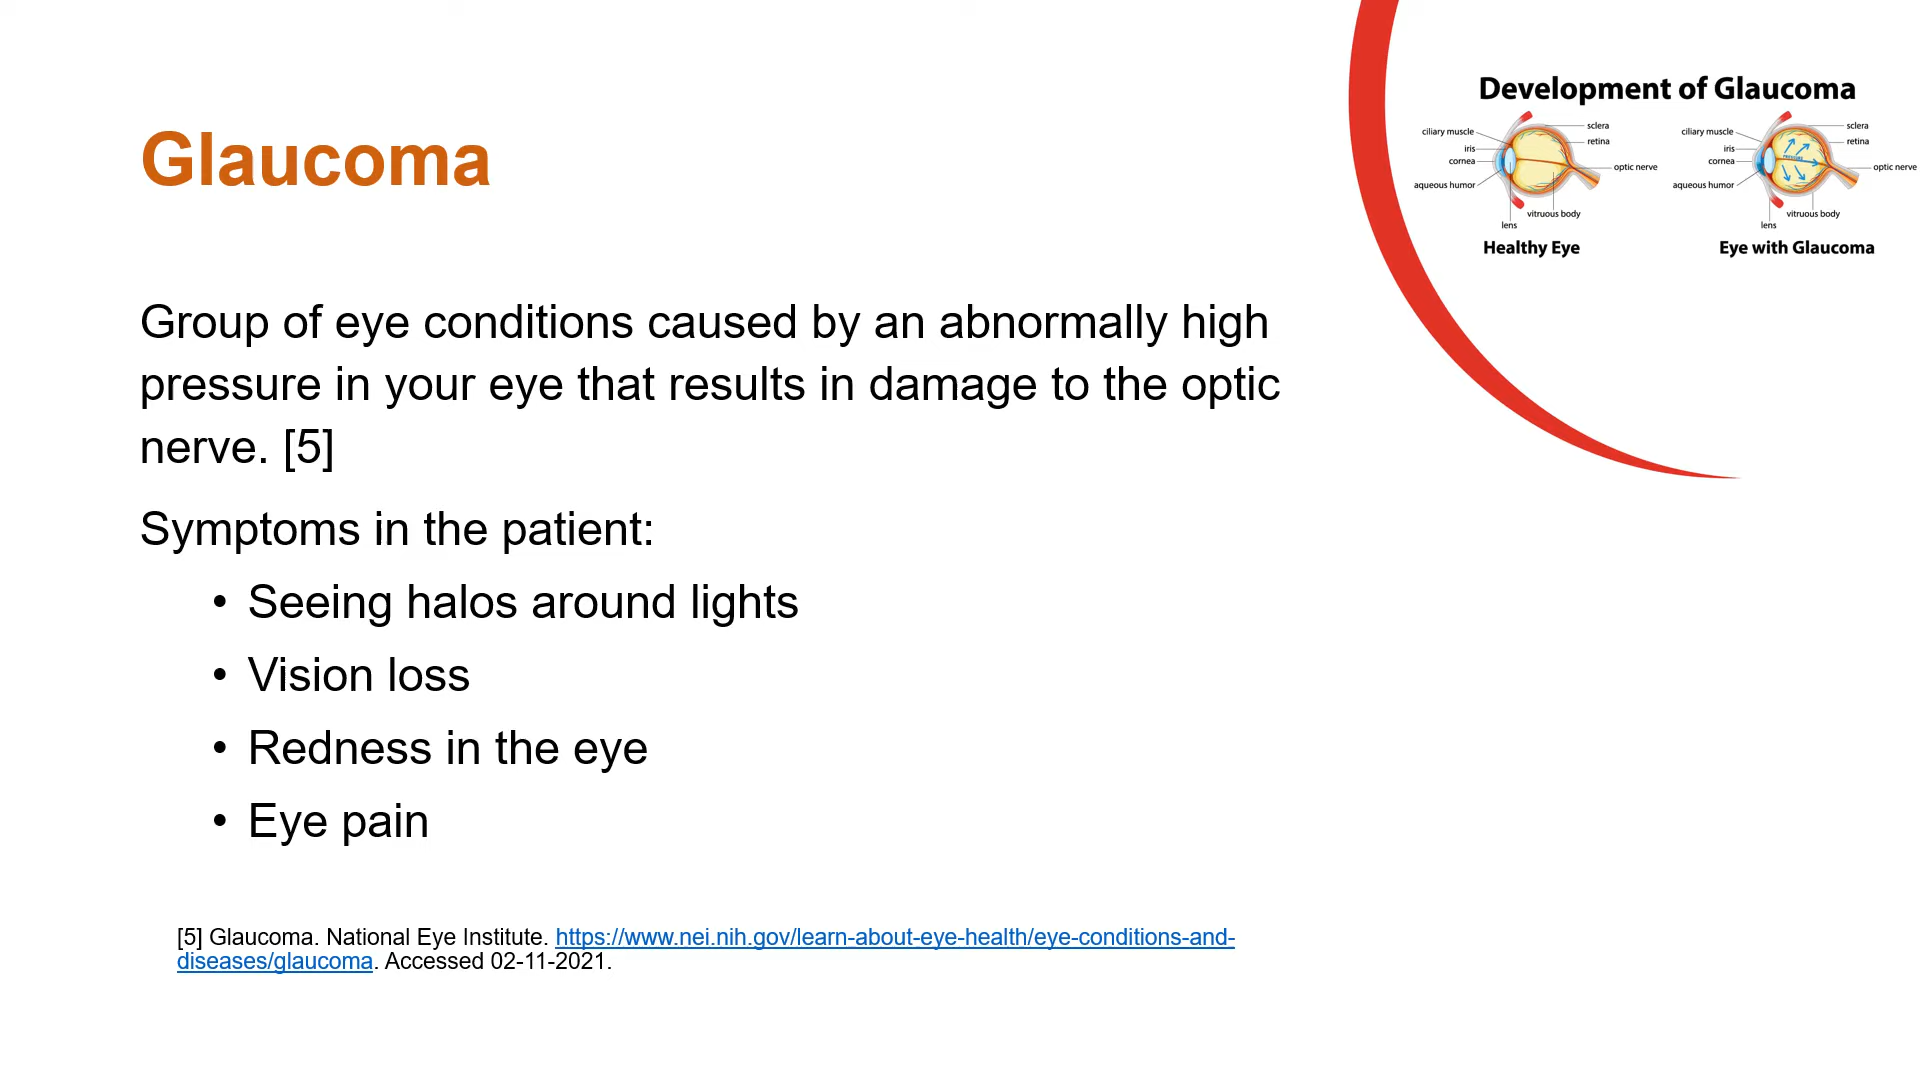 Glaucoma
Group of eye conditions caused by an abnormally high
pressure in your eye that results in damage to the optic
nerve. [5]
Symptoms in the patient:
• Seeing halos around lights
• Vision loss
• Redness in the eye
• Eye pain
[5] Glaucoma. National Eye Institute. https://www.nei.nih.gov/learn-about-eye-health/eye-conditions-and-
diseases/glaucoma. Accessed 02-11-2021.
Development of Glaucoma
ciliary muscle
iris
cornea
aqueous humor
lens
vitruous body
optic nerve
retina
sclera
Healthy Eye
ciliary muscle
iris
cornea
aqueous humor
lens
vitruous body
optic nerve
retina
sclera
PRESSURE
Eye with Glaucoma